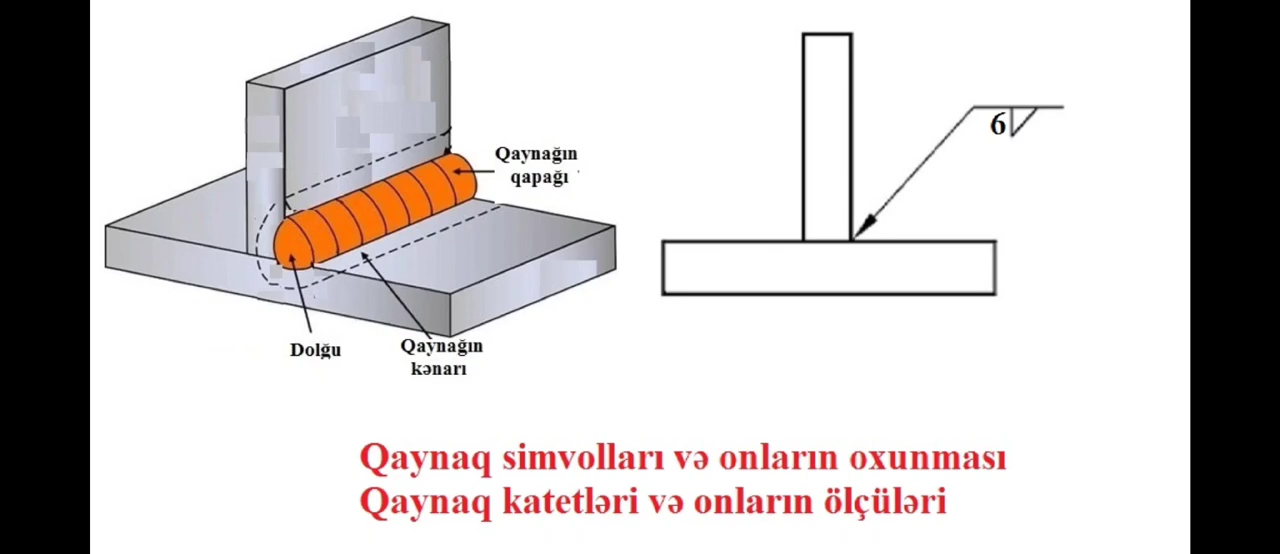 Qaynağın
qapağı
Dolğu
Qaynağın
kənarı
6
Qaynaq simvolları və onların oxunması
Qaynaq katetləri və onların ölçüləri